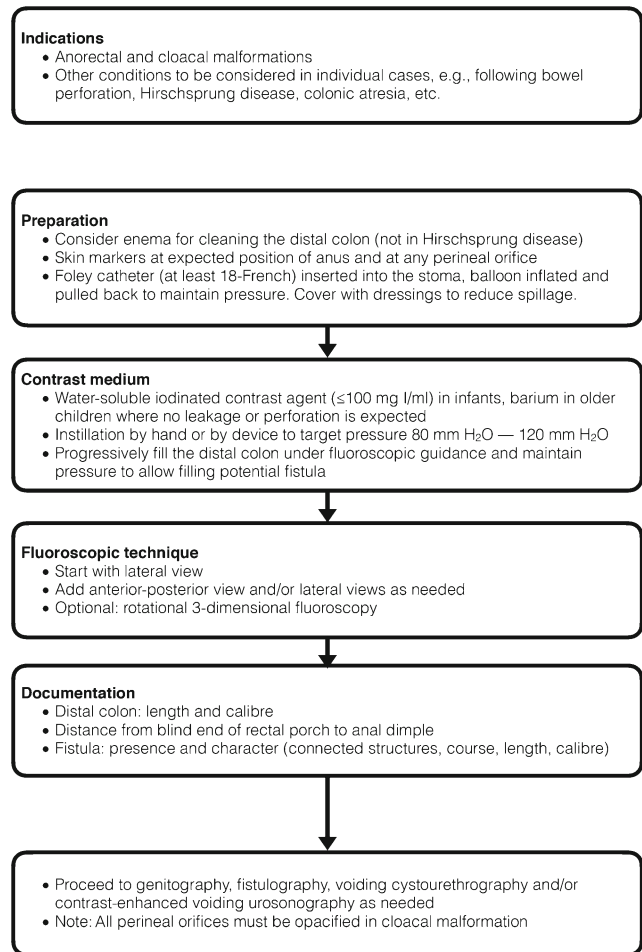 Indications
• Anorectal and cloacal malformations
• Other conditions to be considered in individual cases, e.g., following bowel
perforation, Hirschsprung disease, colonic atresia, etc.
Preparation
• Consider enema for cleaning the distal colon (not in Hirschsprung disease)
• Skin markers at expected position of anus and at any perineal orifice
• Foley catheter (at least 18-French) inserted into the stoma, balloon inflated and
pulled back to maintain pressure. Cover with dressings to reduce spillage.
Contrast medium
• Water-soluble iodinated contrast agent (≤100 mg I/ml) in infants, barium in older
children where no leakage or perforation is expected
• Instillation by hand or by device to target pressure 80 mm H₂O — 120 mm H₂O
• Progressively fill the distal colon under fluoroscopic guidance and maintain
pressure to allow filling potential fistula
Fluoroscopic technique
• Start with lateral view
• Add anterior-posterior view and/or lateral views as needed
• Optional: rotational 3-dimensional fluoroscopy
Documentation
• Distal colon: length and calibre
• Distance from blind end of rectal porch to anal dimple
• Fistula: presence and character (connected structures, course, length, calibre)
• Proceed to genitography, fistulography, voiding cystourethrography and/or
contrast-enhanced voiding urosonography as needed
• Note: All perineal orifices must be opacified in cloacal malformation